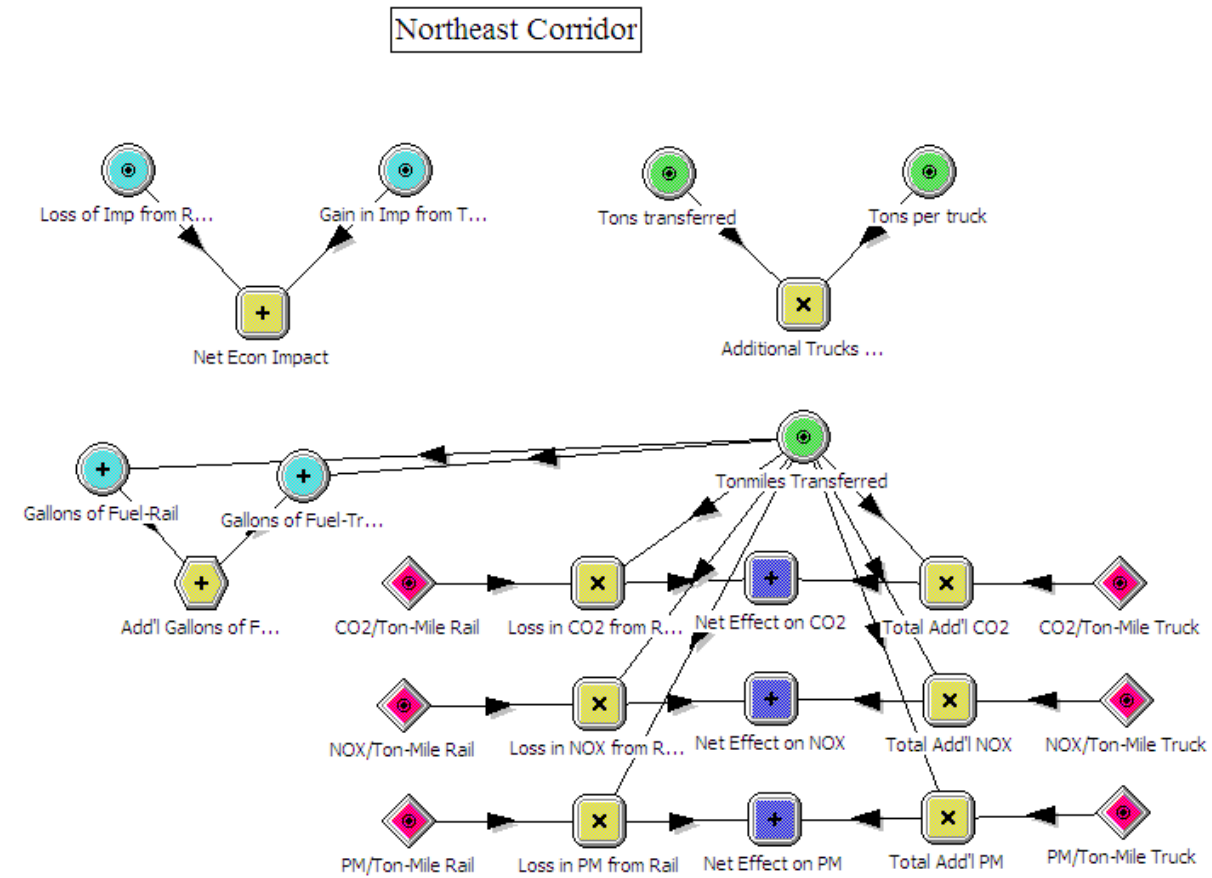 Northeast Corridor
Loss of Imp from R...
Gain in Imp from T...
Tons transferred
Tons per truck
Net Econ Impact
Additional Trucks ...
Tonmiles Transferred
Gallons of Fuel-Rail
Gallons of Fuel-Tr...
Add'l Gallons of F...
CO2/Ton-Mile Rail
Loss in CO2 from R...
Net Effect on CO2
Total Add'l CO2
CO2/Ton-Mile Truck
NOX/Ton-Mile Rail
Loss in NOX from R...
Net Effect on NOX
Total Add'l NOX
NOX/Ton-Mile Truck
PM/Ton-Mile Rail
Loss in PM from Rail
Net Effect on PM
Total Add'l PM
PM/Ton-Mile Truck